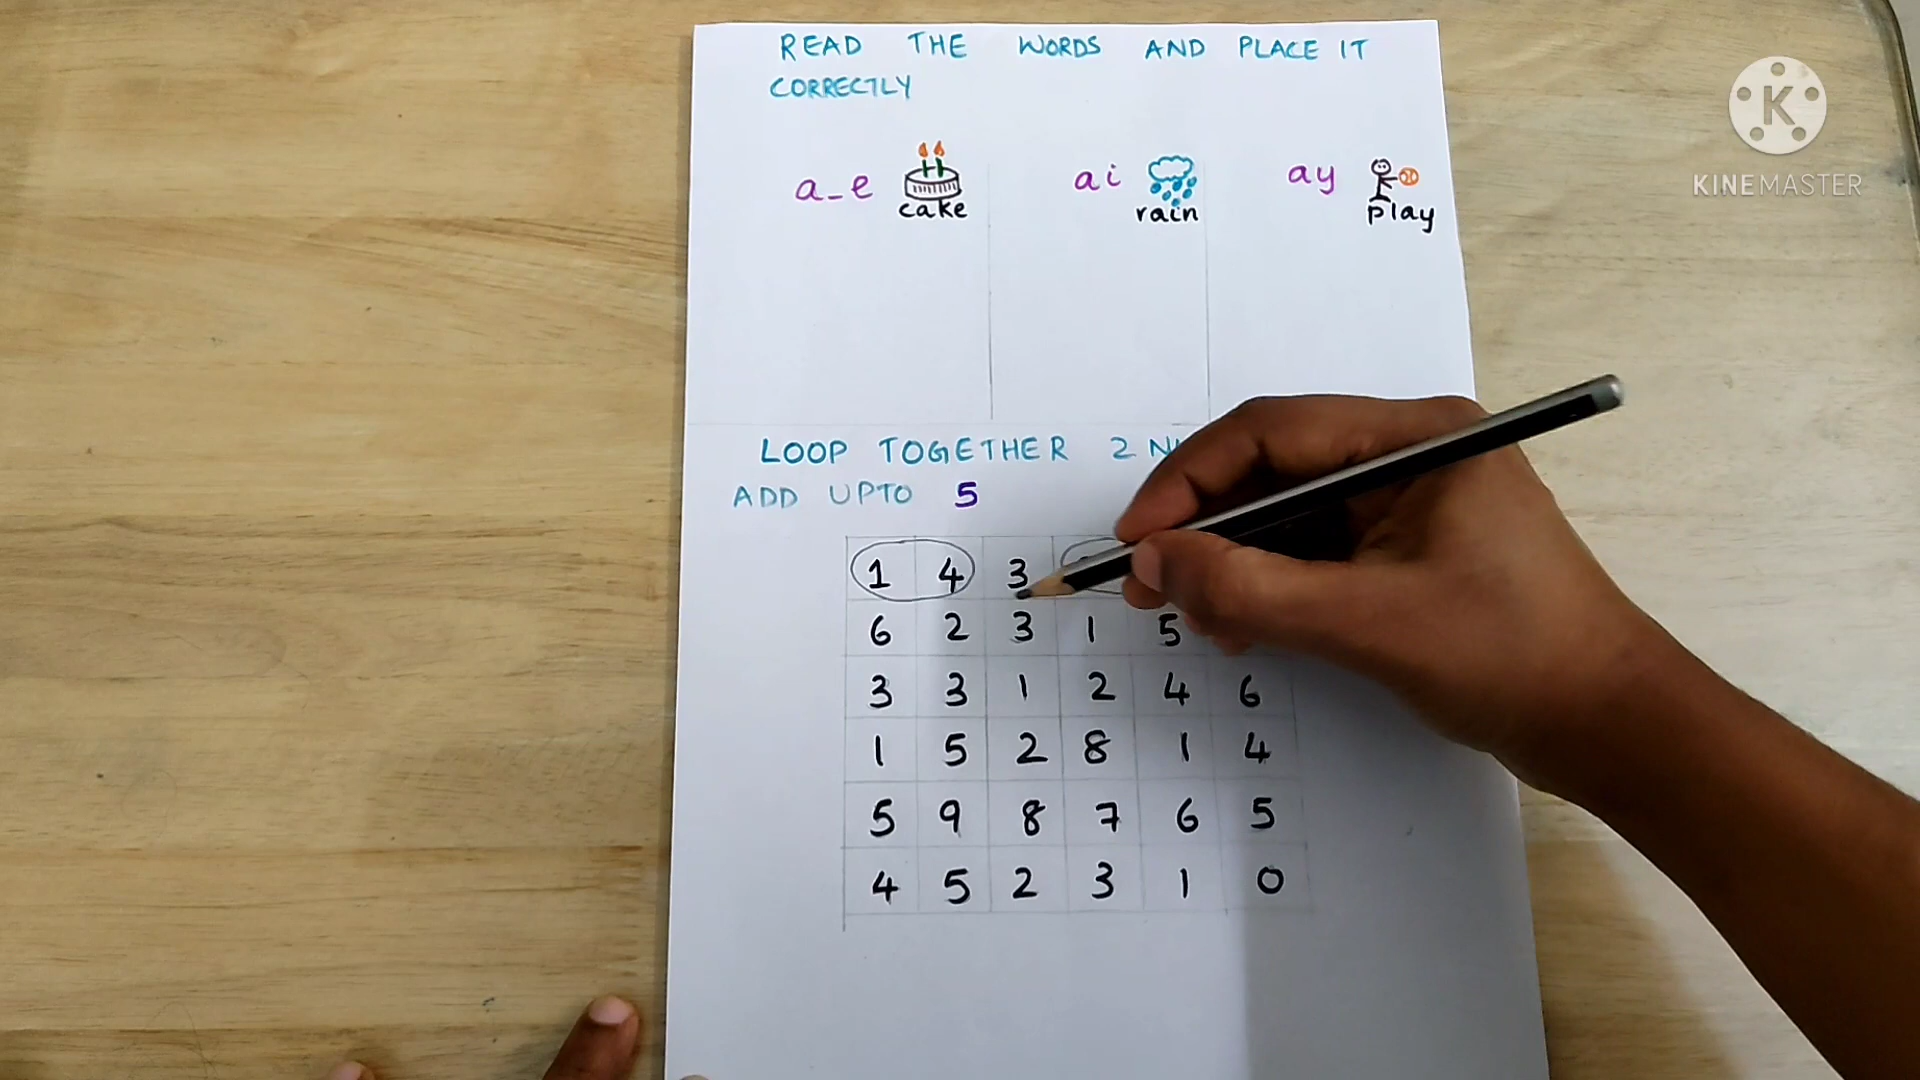 READ THE WORDS AND PLACE IT
CORRECTLY
a_e cake
ai rain
ay play
LOOP TOGETHER 2
ADD UPTO 5
1 4 3
6 2 3 1 5
3 3 1 2 4 6
1 5 2 8 1 4
5 9 8 7 6 5
4 5 2 3 1 0
K
KINEMASTER